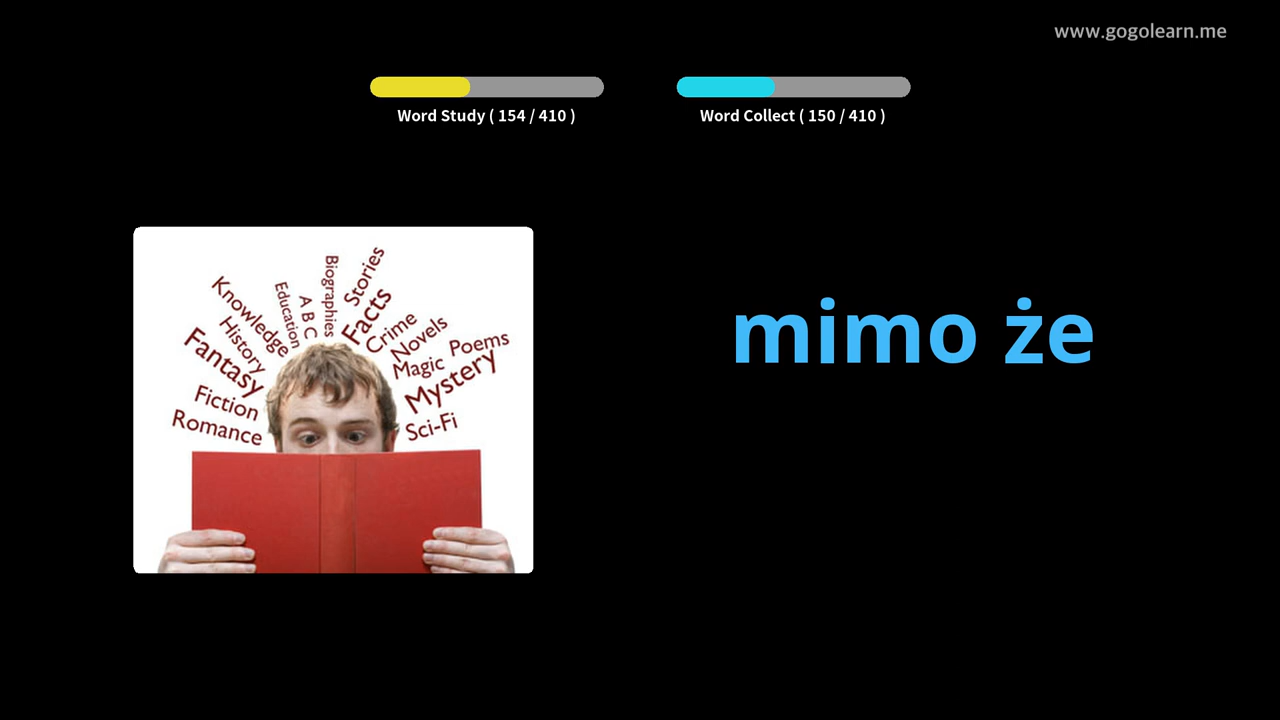 www.gogolearn.me
Word Study ( 154 / 410 )
Word Collect ( 150 / 410 )
mimo że
Stories
Biographies
Facts
A B C
Education
Knowledge
Crime
Novels
History
Poems
Fantasy
Magic
Mystery
Fiction
Romance
Sci-Fi